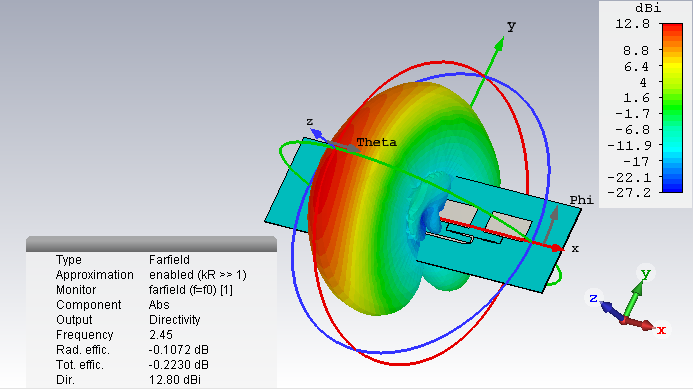 dBi
12.8
8.8
6.4
4
1.6
-1.7
-6.8
-11.9
-17
-22.1
-27.2
y
z
Theta
Phi
x
Type Farfield
Approximation enabled (kR >> 1)
Monitor farfield (f=f0) [1]
Component Abs
Output Directivity
Frequency 2.45
Rad. effic. -0.1072 dB
Tot. effic. -0.2230 dB
Dir. 12.80 dBi
y
z
x